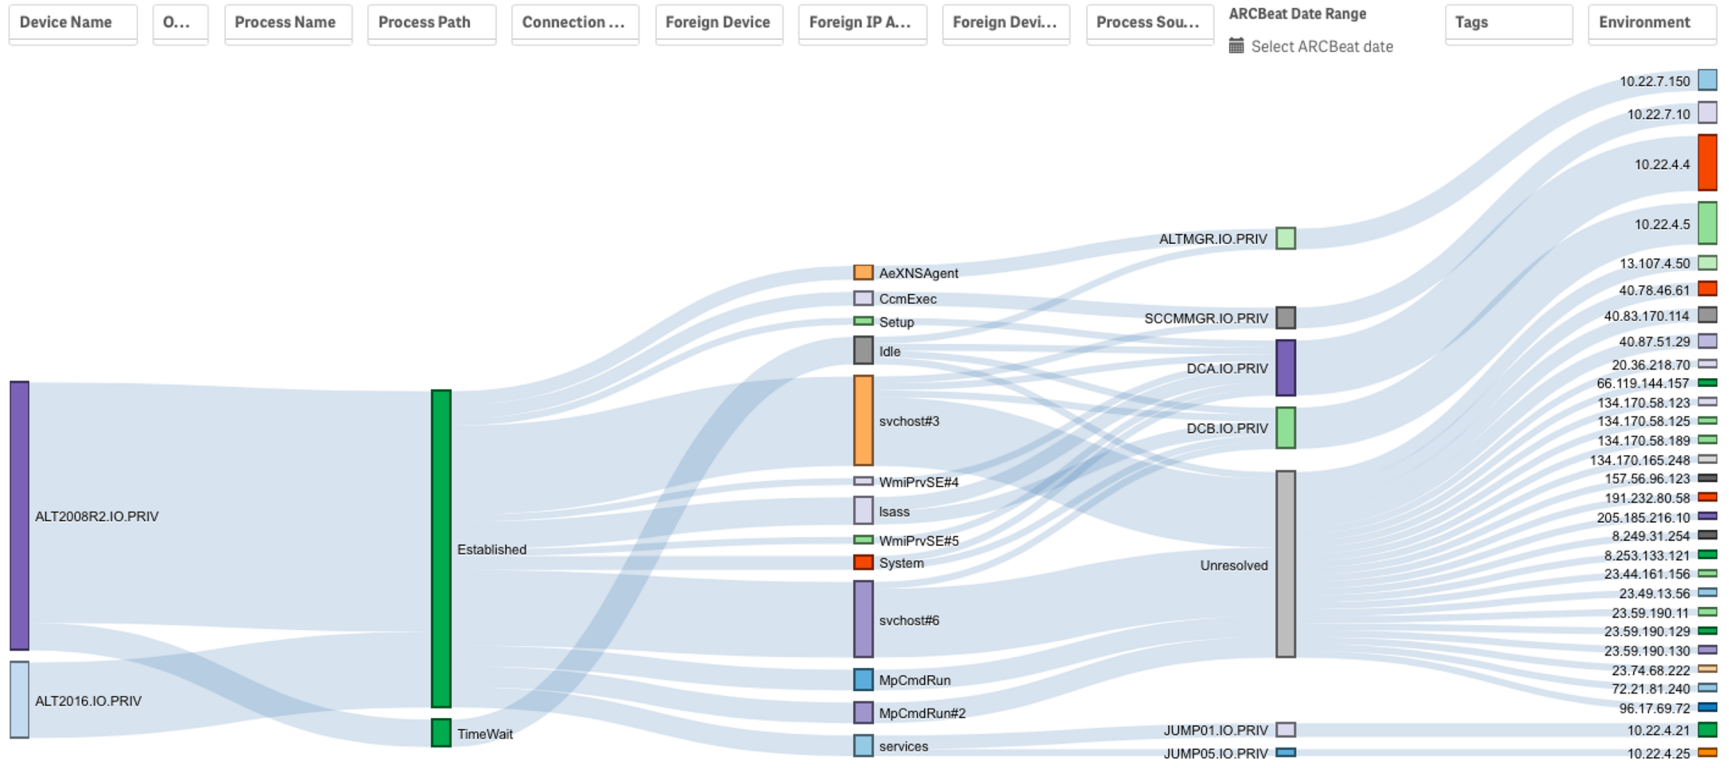 Device Name
O...
Process Name
Process Path
Connection ...
Foreign Device
Foreign IP A...
Foreign Devi...
Process Sou...
ARCBeat Date Range
Select ARCBeat date
Tags
Environment
ALT2008R2.IO.PRIV
ALT2016.IO.PRIV
Established
TimeWait
AeXNSAgent
CcmExec
Setup
Idle
svchost#3
WmiPrvSE#4
lsass
WmiPrvSE#5
System
svchost#6
MpCmdRun
MpCmdRun#2
services
ALTMGR.IO.PRIV
SCCMMGR.IO.PRIV
DCA.IO.PRIV
DCB.IO.PRIV
Unresolved
JUMP01.IO.PRIV
JUMP05.IO.PRIV
10.22.7.150
10.22.7.10
10.22.4.4
10.22.4.5
13.107.4.50
40.78.46.61
40.83.170.114
40.87.51.29
20.36.218.70
66.119.144.157
134.170.58.123
134.170.58.125
134.170.58.189
134.170.165.248
157.56.96.123
191.232.80.58
205.185.216.10
8.249.31.254
8.253.133.121
23.44.161.156
23.49.13.56
23.59.190.11
23.59.190.129
23.59.190.130
23.74.68.222
72.21.81.240
96.17.69.72
10.22.4.21
10.22.4.25